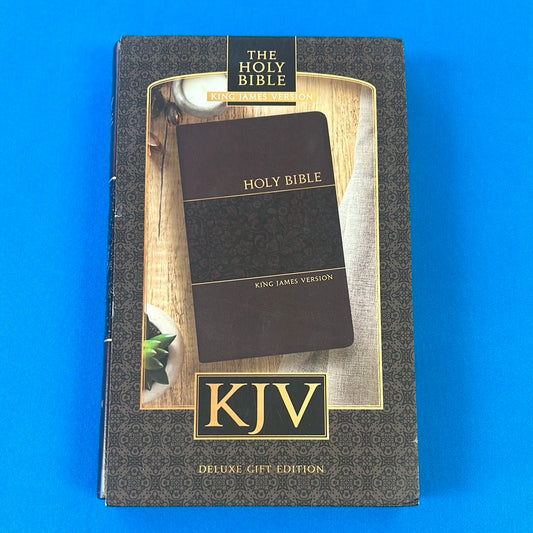 THE
HOLY
BIBLE
KING JAMES VERSION
HOLY BIBLE
KING JAMES VERSION
KJV
DELUXE GIFT EDITION